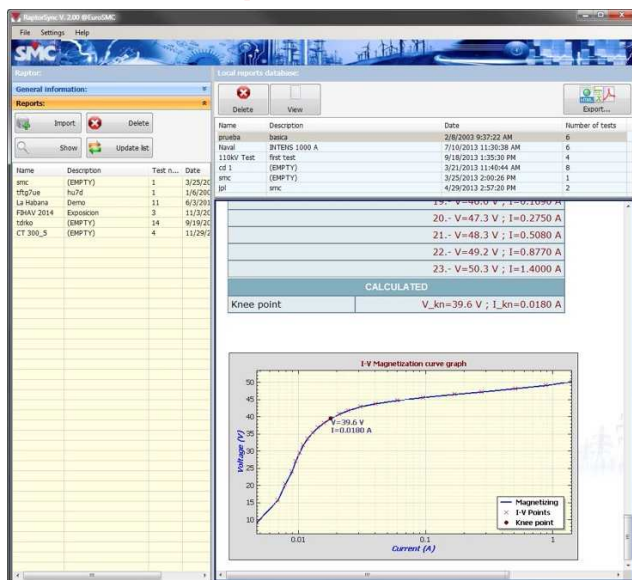 RaptorSync V. 2.00 @EuroSMC
File Settings Help
SMC
Raptor:
General information:
Reports:
Import Delete
Show Update list
Name Description Test n... Date
smc (EMPTY) 1 3/25/20
tftg7ue hu7d 1 1/6/200
La Habana Demo 11 6/3/201
FIHAV 2014 Exposicion 3 11/3/20
tdrko (EMPTY) 14 9/19/20
CT 300_5 (EMPTY) 4 11/29/2
Local reports database:
Delete View Export...
Name Description Date Number of tests
prueba basica 2/8/2003 9:37:22 AM 6
Naval INTENS 1000 A 7/10/2013 11:30:38 AM 6
110kV Test first test 9/18/2013 1:35:30 PM 4
cd 1 (EMPTY) 3/21/2013 11:40:44 AM 8
smc (EMPTY) 3/25/2013 2:00:26 PM 1
jpl smc 4/29/2013 2:57:20 PM 2
19.- V=46.0 V ; I=0.1690 A
20.- V=47.3 V ; I=0.2750 A
21.- V=48.3 V ; I=0.5080 A
22.- V=49.2 V ; I=0.8770 A
23.- V=50.3 V ; I=1.4000 A
CALCULATED
Knee point V_kn=39.6 V ; I_kn=0.0180 A
I-V Magnetization curve graph
Voltage (V)
50
45
40
35
30
25
20
15
10
V=39.6 V
I=0.0180 A
Magnetizing
I-V Points
Knee point
0.01 0.1 1
Current (A)